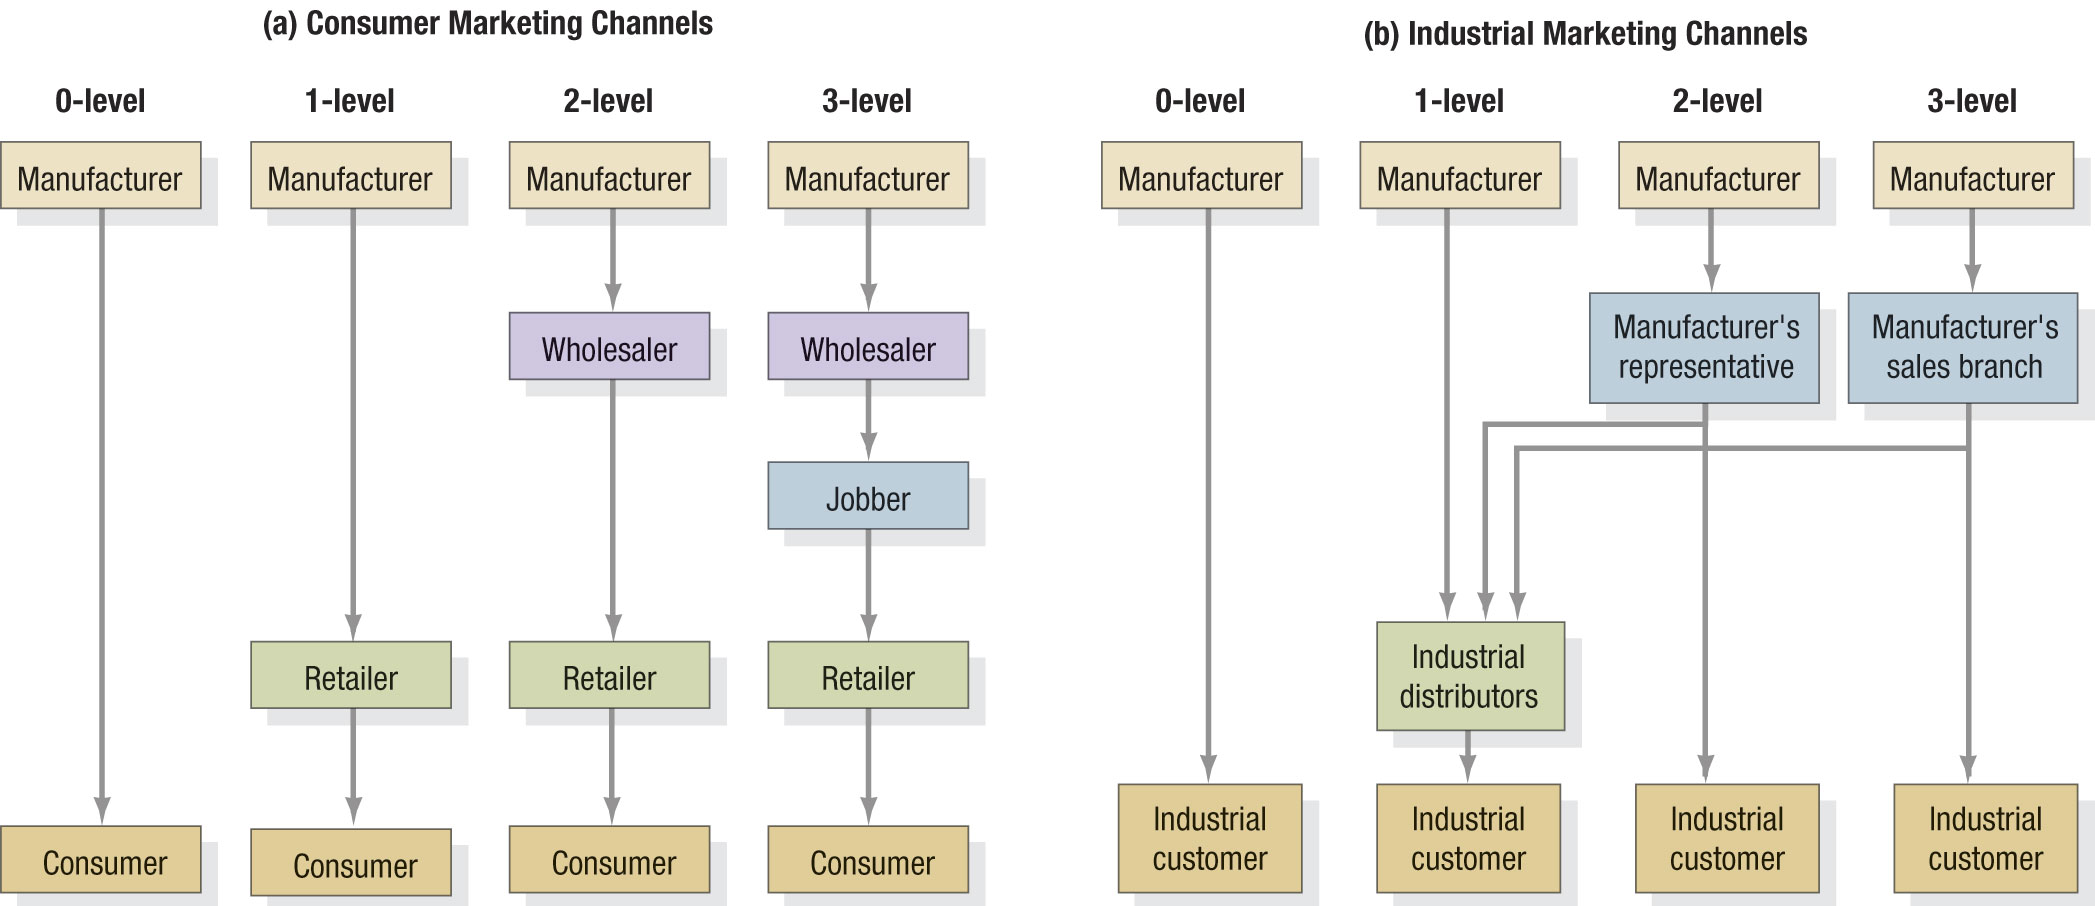 (a) Consumer Marketing Channels
0-level
1-level
2-level
3-level
Manufacturer
Manufacturer
Manufacturer
Manufacturer
Wholesaler
Wholesaler
Jobber
Retailer
Retailer
Retailer
Consumer
Consumer
Consumer
Consumer
(b) Industrial Marketing Channels
0-level
1-level
2-level
3-level
Manufacturer
Manufacturer
Manufacturer
Manufacturer
Manufacturer's
representative
Manufacturer's
sales branch
Industrial
distributors
Industrial
customer
Industrial
customer
Industrial
customer
Industrial
customer